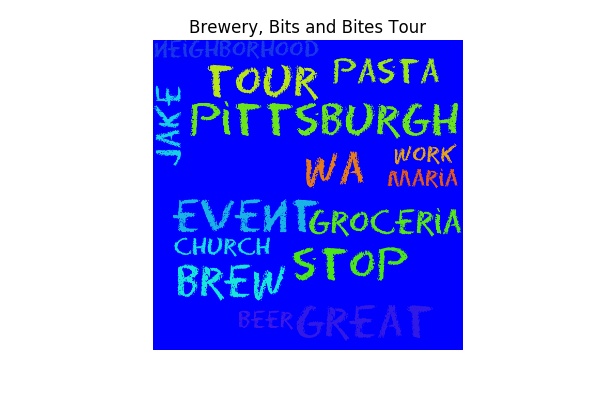 Brewery, Bits and Bites Tour
NEIGHBORHOOD
TOUR PASTA
JAKE
PITTSBURGH
WA WORK
MARIA
EVENT GROCERIA
CHURCH
STOP
BREW
BEER GREAT